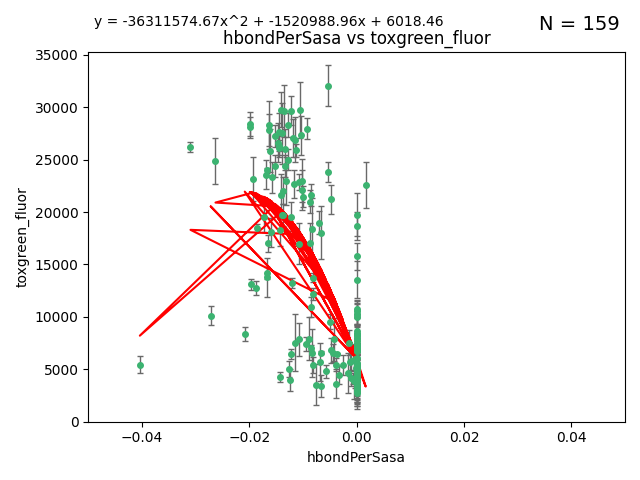 y = -36311574.67x^2 + -1520988.96x + 6018.46
N = 159
hbondPerSasa vs toxgreen_fluor
35000
30000
25000
20000
15000
10000
5000
0
toxgreen_fluor
−0.04
−0.02
0.00
0.02
0.04
hbondPerSasa